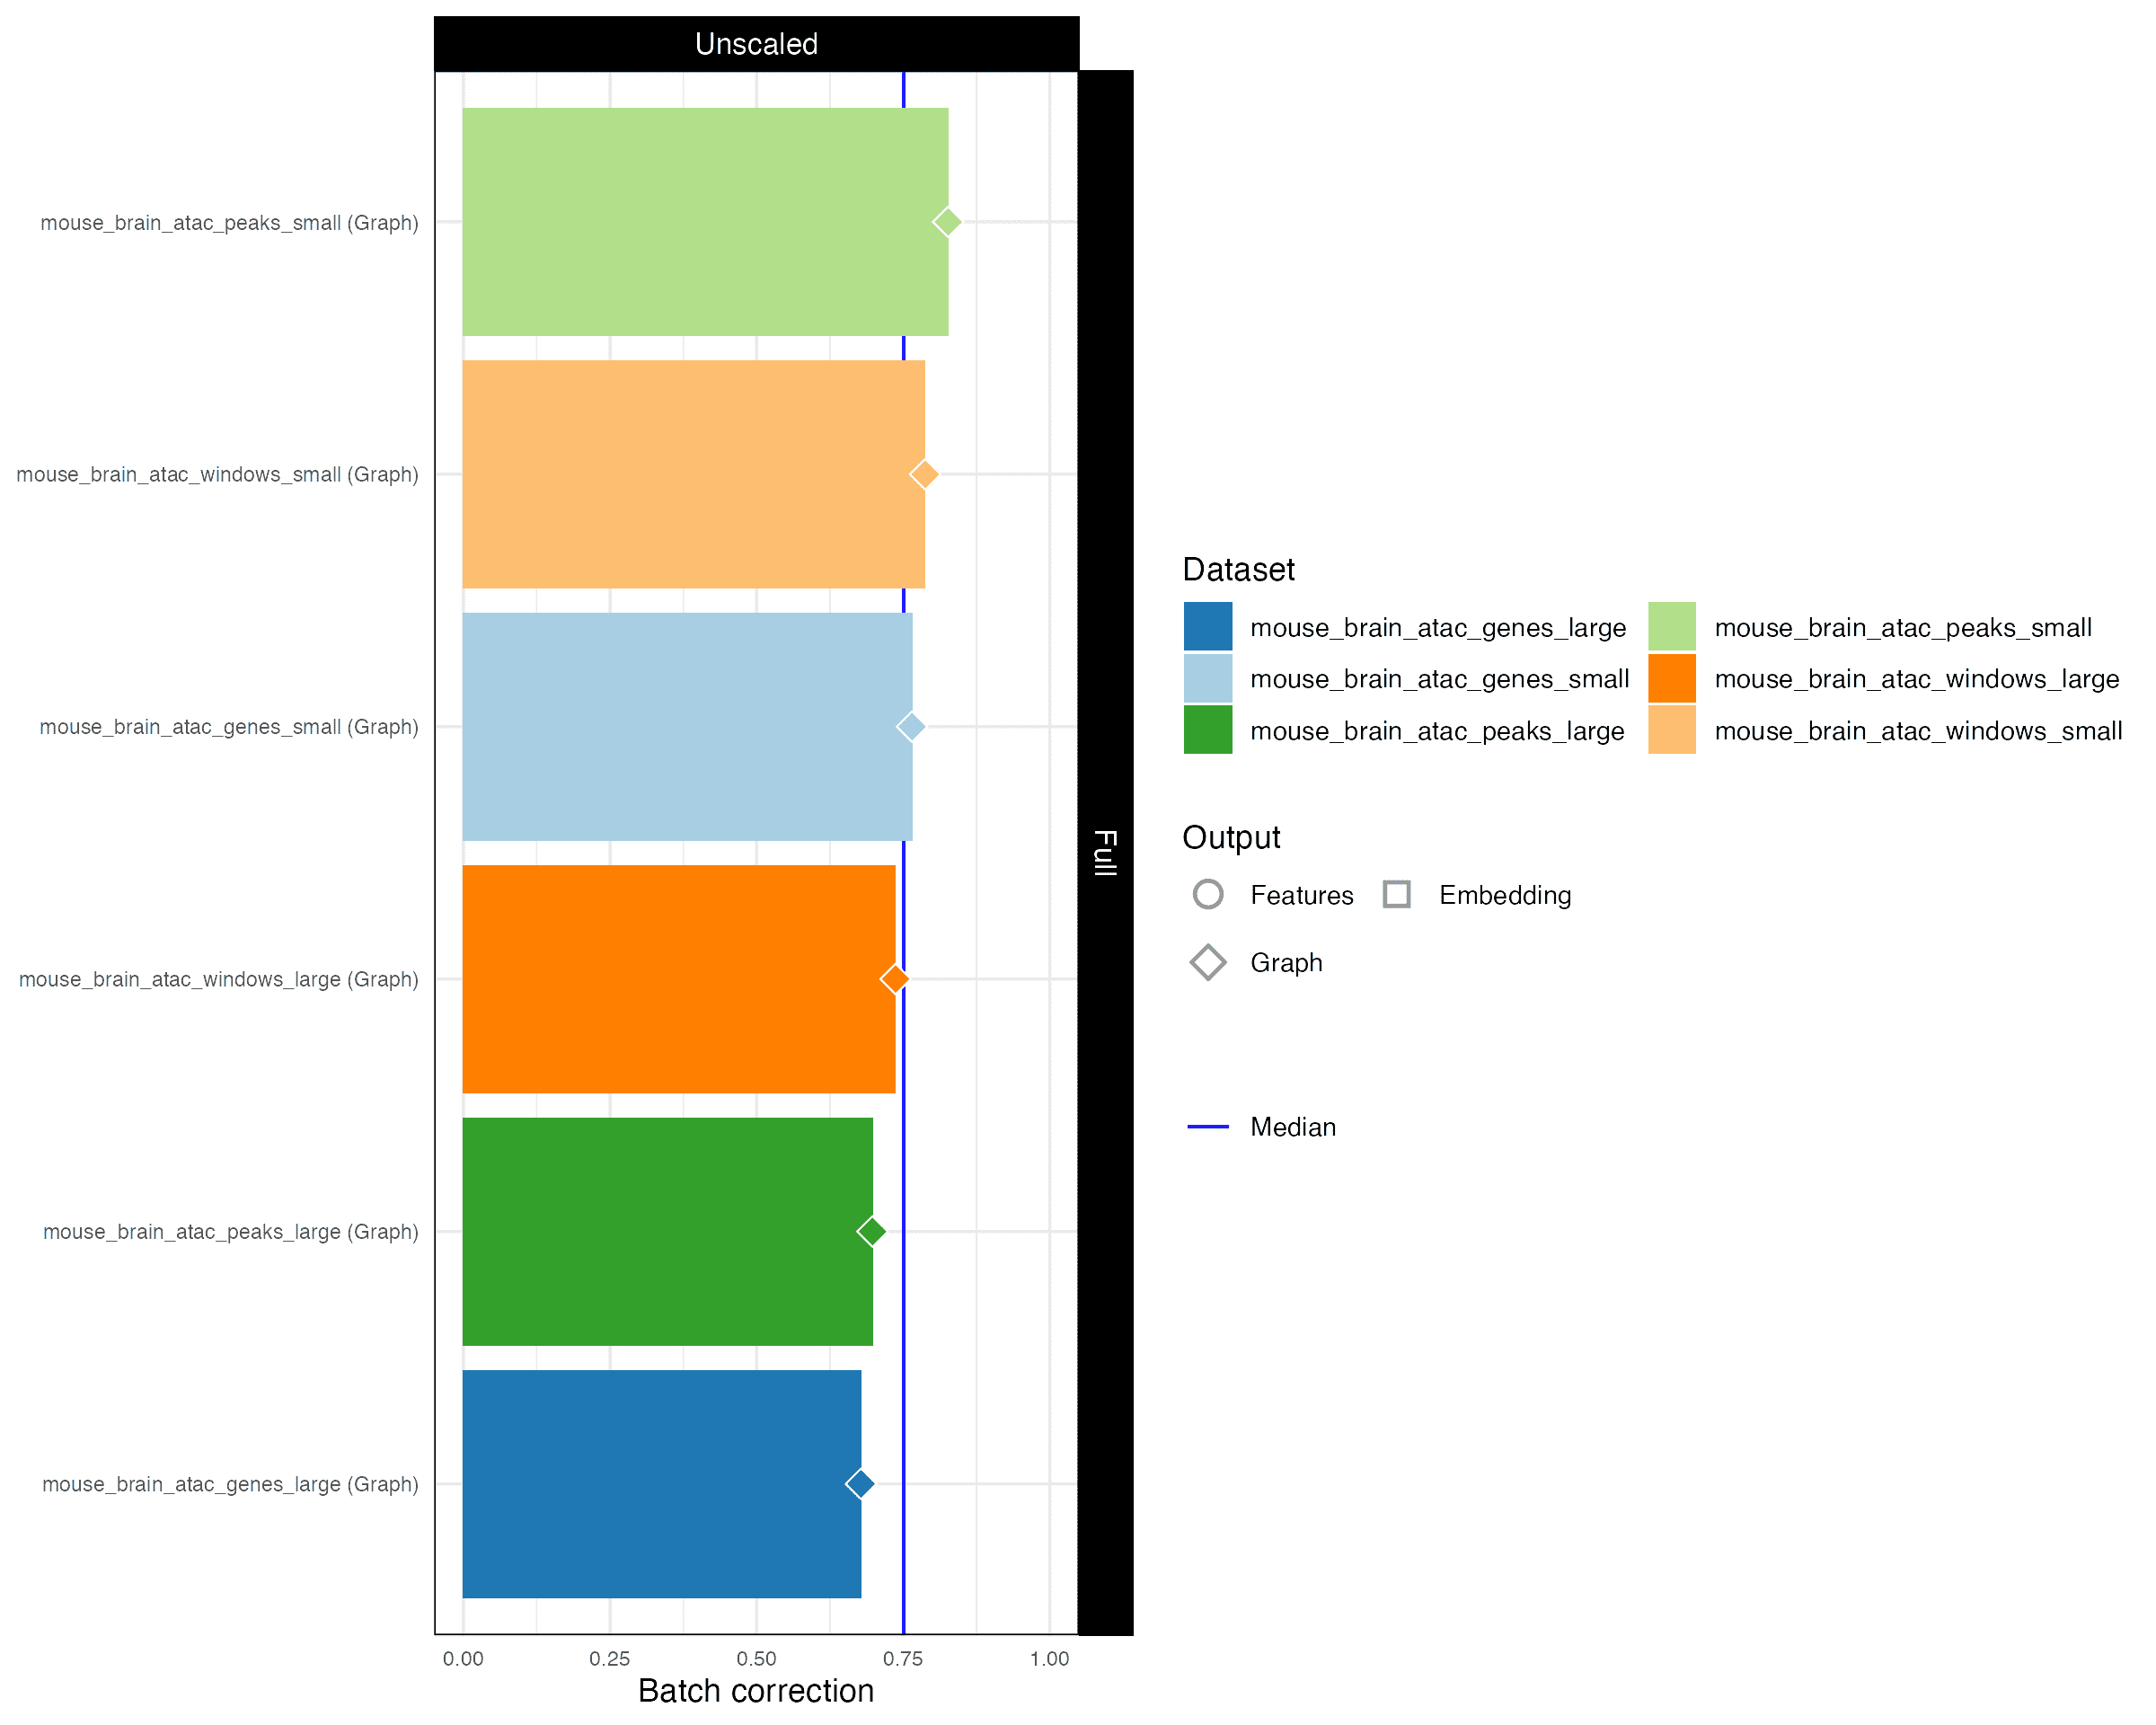 Unscaled
mouse_brain_atac_peaks_small (Graph)
mouse_brain_atac_windows_small (Graph)
mouse_brain_atac_genes_small (Graph)
mouse_brain_atac_windows_large (Graph)
mouse_brain_atac_peaks_large (Graph)
mouse_brain_atac_genes_large (Graph)
0.00 0.25 0.50 0.75 1.00
Batch correction
Full
Dataset
mouse_brain_atac_genes_large mouse_brain_atac_peaks_small
mouse_brain_atac_genes_small mouse_brain_atac_windows_large
mouse_brain_atac_peaks_large mouse_brain_atac_windows_small
Output
Features Embedding
Graph
Median